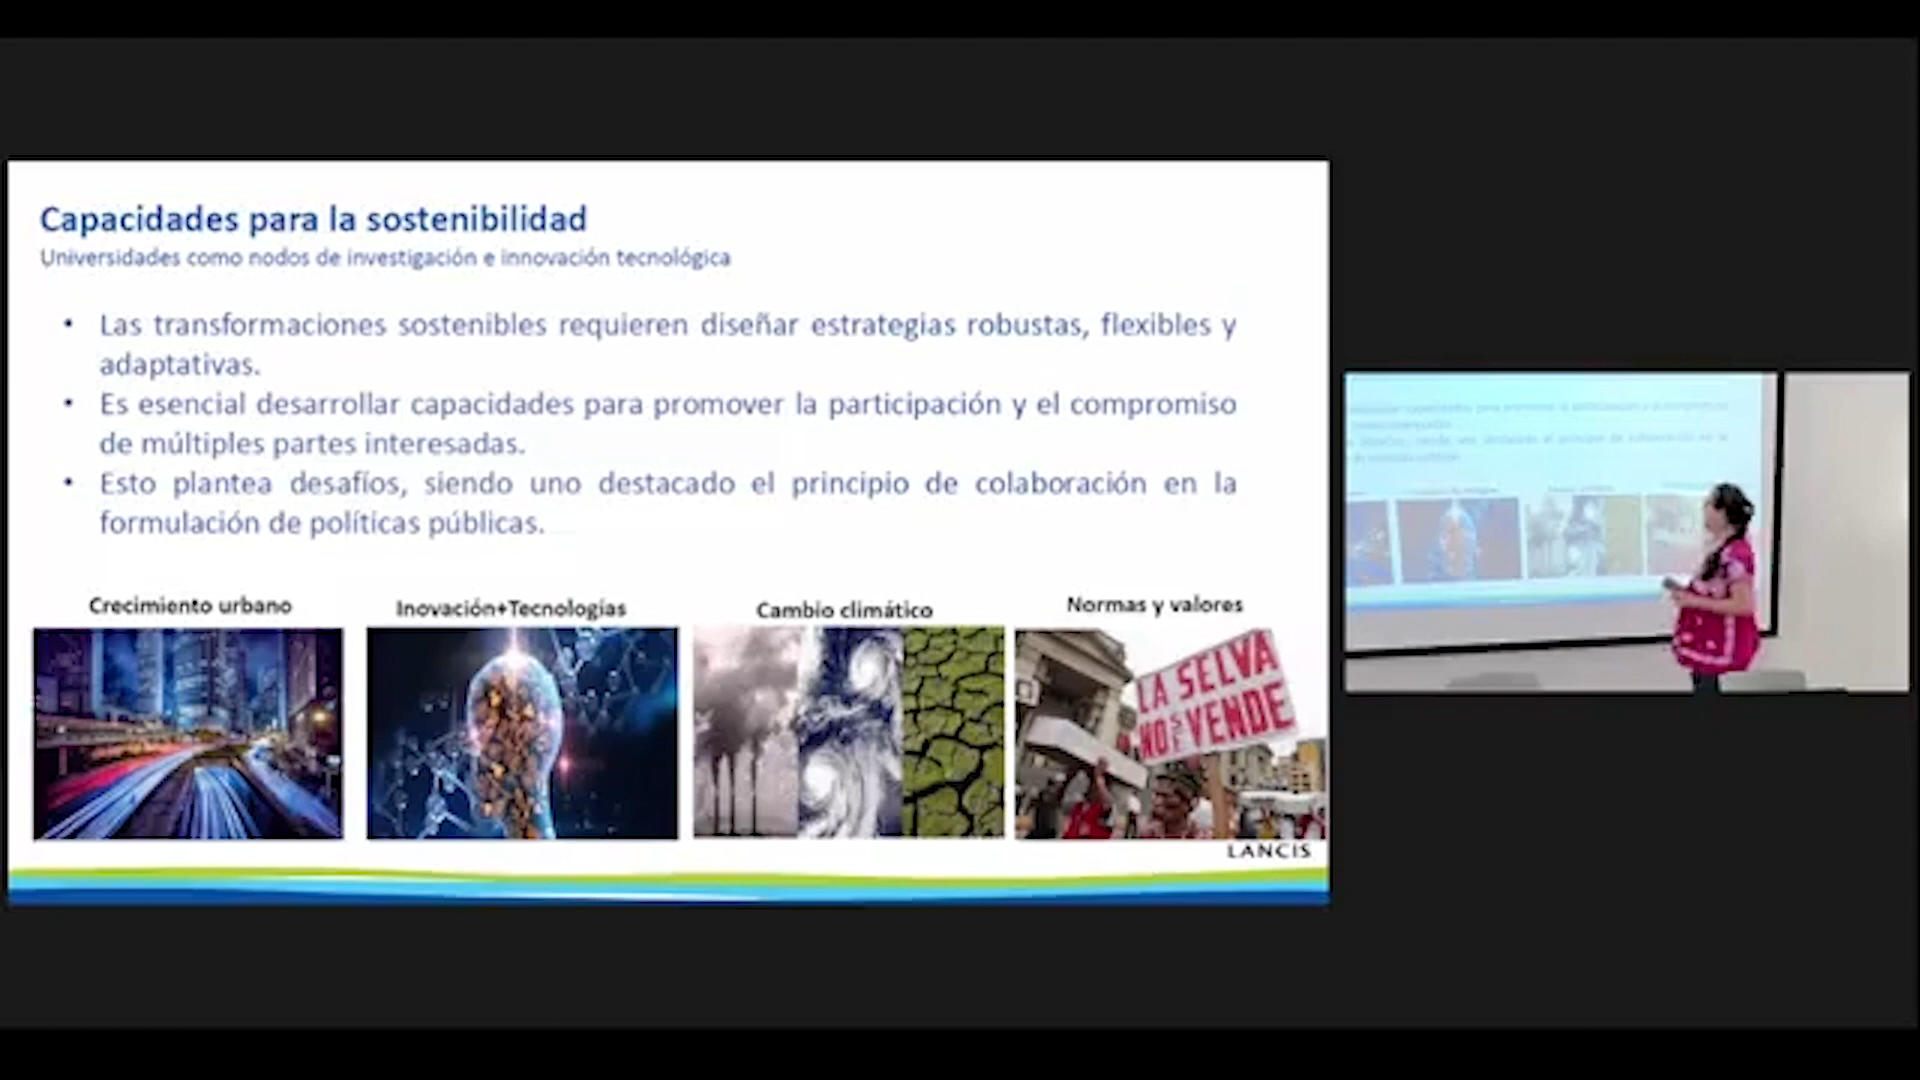 Capacidades para la sostenibilidad
Universidades como nodos de investigación e innovación tecnológica
• Las transformaciones sostenibles requieren diseñar estrategias robustas, flexibles y
adaptativas.
• Es esencial desarrollar capacidades para promover la participación y el compromiso
de múltiples partes interesadas.
• Esto plantea desafíos, siendo uno destacado el principio de colaboración en la
formulación de políticas públicas.
Crecimiento urbano
Inovación+Tecnologías
Cambio climático
Normas y valores
LA SELVA
NO SE VENDE
LANCIS